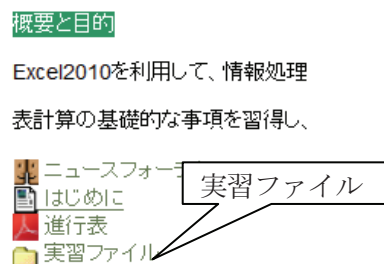 概要と目的
Excel2010を利用して、情報処理
表計算の基礎的な事項を習得し、
ニュースフォー
はじめに
進行表
実習ファイル
実習ファイル